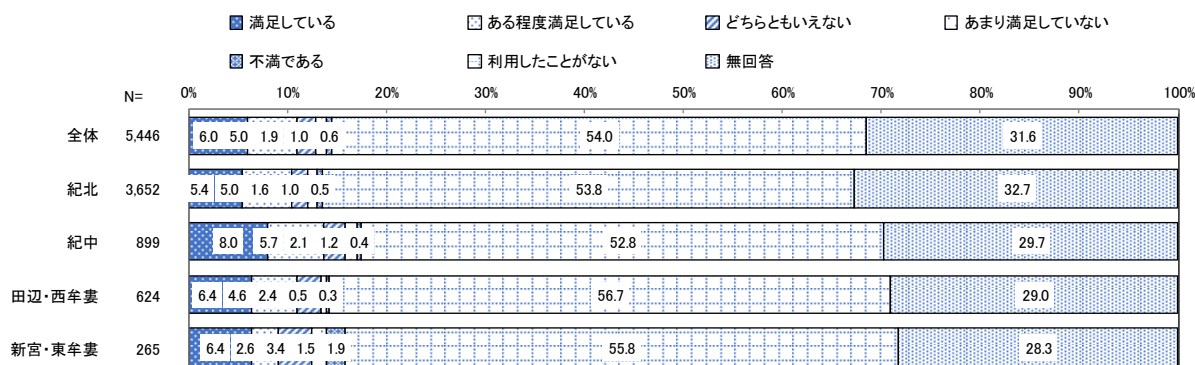 満足している ある程度満足している どちらともいえない あまり満足していない
不満である 利用したことがない 無回答
N= 0% 10% 20% 30% 40% 50% 60% 70% 80% 90% 100%
全体 5,446 6.0 5.0 1.9 1.0 0.6 54.0 31.6
紀北 3,652 5.4 5.0 1.6 1.0 0.5 53.8 32.7
紀中 899 8.0 5.7 2.1 1.2 0.4 52.8 29.7
田辺・西牟婁 624 6.4 4.6 2.4 0.5 0.3 56.7 29.0
新宮・東牟婁 265 6.4 2.6 3.4 1.5 1.9 55.8 28.3